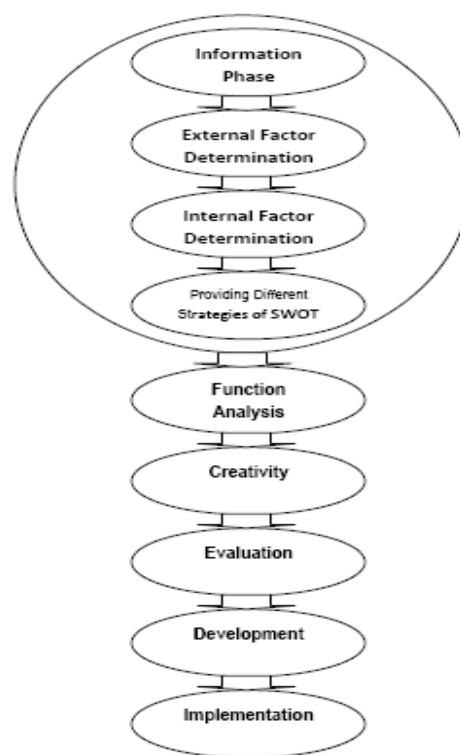 Information
Phase
External Factor
Determination
Internal Factor
Determination
Providing Different
Strategies of SWOT
Function
Analysis
Creativity
Evaluation
Development
Implementation